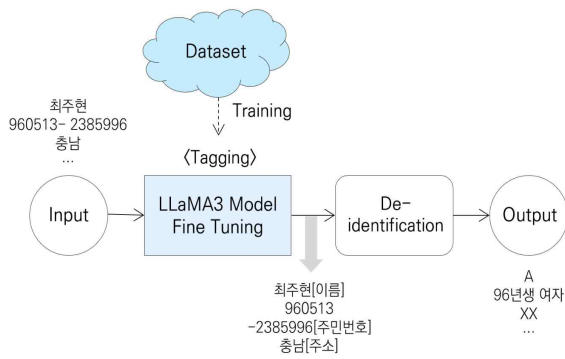 Dataset
Training
최주현
960513- 2385996
충남
...
〈Tagging〉
Input
LLaMA3 Model
Fine Tuning
De-
identification
Output
최주현[이름]
960513
-2385996[주민번호]
충남[주소]
A
96년생 여자
XX
...